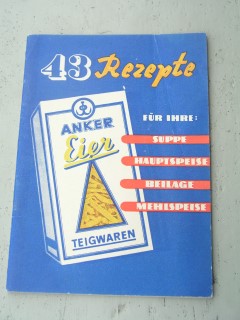 43 Rezepte
FÜR IHRE:
SUPPE
HAUPTSPEISE
BEILAGE
MEHLSPEISE
ANKER
Eier
TEIGWAREN